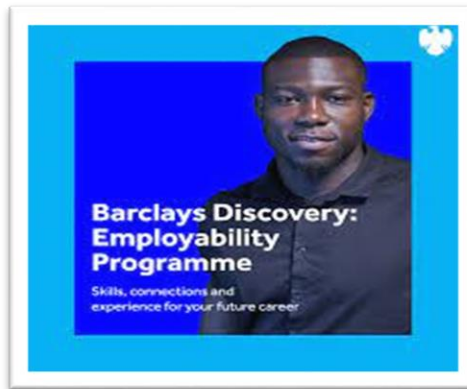 Barclays Discovery:
Employability
Programme
Skills, connections and
experience for your future career